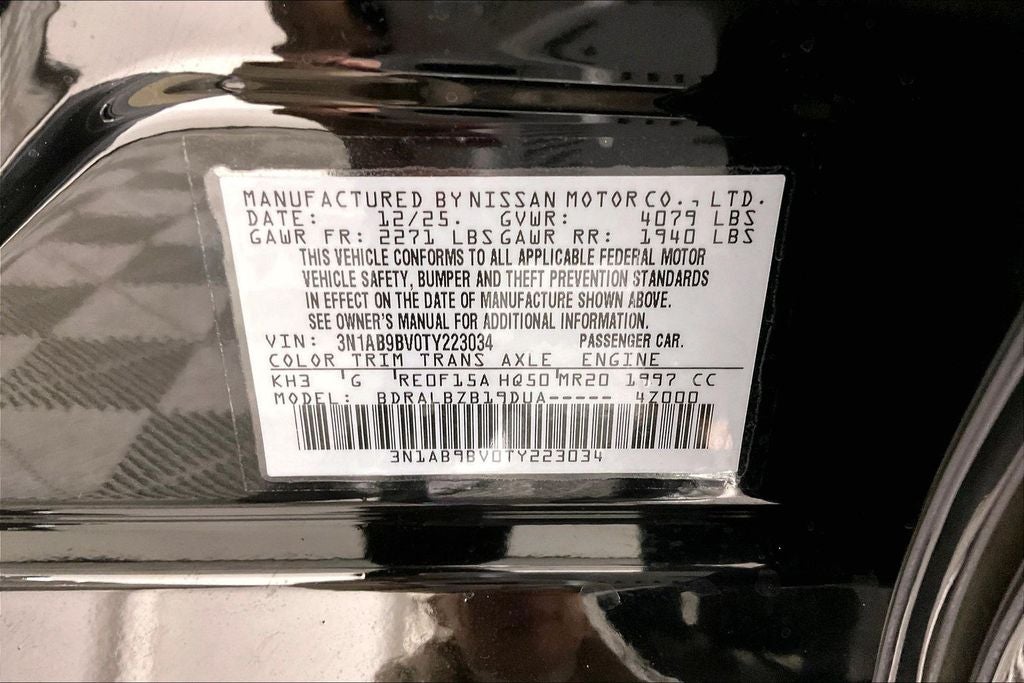 MANUFACTURED BY NISSAN MOTOR CO., LTD.
DATE: 12/25. GVWR: 4079 LBS
GAWR FR: 2271 LBS GAWR RR: 1940 LBS
THIS VEHICLE CONFORMS TO ALL APPLICABLE FEDERAL MOTOR
VEHICLE SAFETY, BUMPER AND THEFT PREVENTION STANDARDS
IN EFFECT ON THE DATE OF MANUFACTURE SHOWN ABOVE.
SEE OWNER'S MANUAL FOR ADDITIONAL INFORMATION.
VIN: 3N1AB9BV0TY223034 PASSENGER CAR.
COLOR TRIM TRANS AXLE ENGINE
KH3 G RE0F15A HQ50 MR20 1997 CC
MODEL: BDRALBZB19DUA----- 4Z000
3N1AB9BV0TY223034